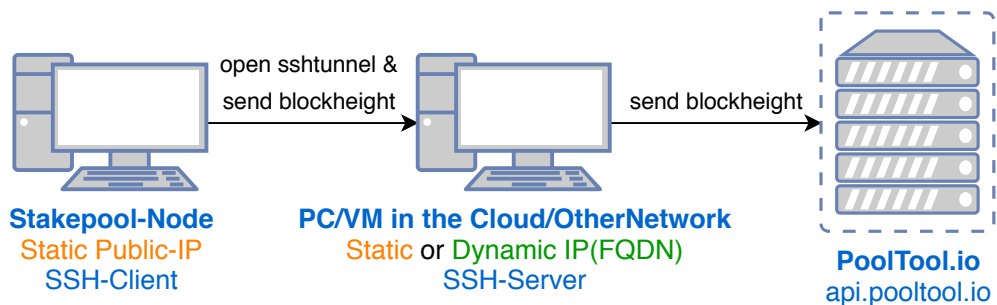 open sshtunnel &
send blockheight
send blockheight
Stakepool-Node
Static Public-IP
SSH-Client
PC/VM in the Cloud/OtherNetwork
Static or Dynamic IP(FQDN)
SSH-Server
PoolTool.io
api.pooltool.io